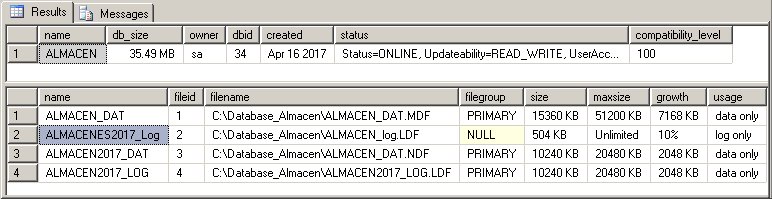 Results Messages
name db_size owner dbid created status compatibility_level
1 ALMACEN 35.49 MB sa 34 Apr 16 2017 Status=ONLINE, Updateability=READ_WRITE, UserAcc... 100
name fileid filename filegroup size maxsize growth usage
1 ALMACEN_DAT 1 C:\Database_Almacen\ALMACEN_DAT.MDF PRIMARY 15360 KB 51200 KB 7168 KB data only
2 ALMACENES2017_Log 2 C:\Database_Almacen\ALMACEN_log.LDF NULL 504 KB Unlimited 10% log only
3 ALMACEN2017_DAT 3 C:\Database_Almacen\ALMACEN_DAT.NDF PRIMARY 10240 KB 20480 KB 2048 KB data only
4 ALMACEN2017_LOG 4 C:\Database_Almacen\ALMACEN2017_LOG.LDF PRIMARY 10240 KB 20480 KB 2048 KB data only